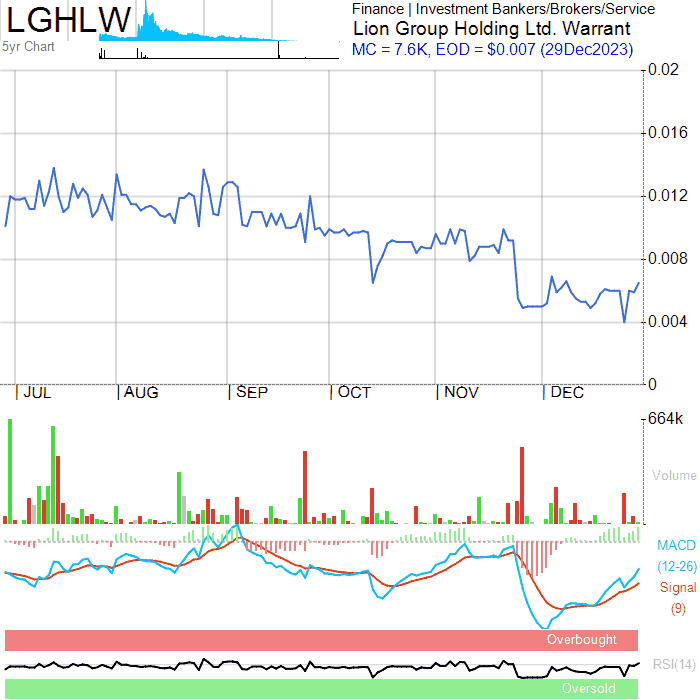 LGHLW
5yr Chart
Finance | Investment Bankers/Brokers/Service
Lion Group Holding Ltd. Warrant
MC = 7.6K, EOD = $0.007 (29Dec2023)
0.02
0.016
0.012
0.008
0.004
0
JUL AUG SEP OCT NOV DEC
664k
Volume
MACD
(12-26)
Signal
(9)
Overbought
RSI(14)
Oversold